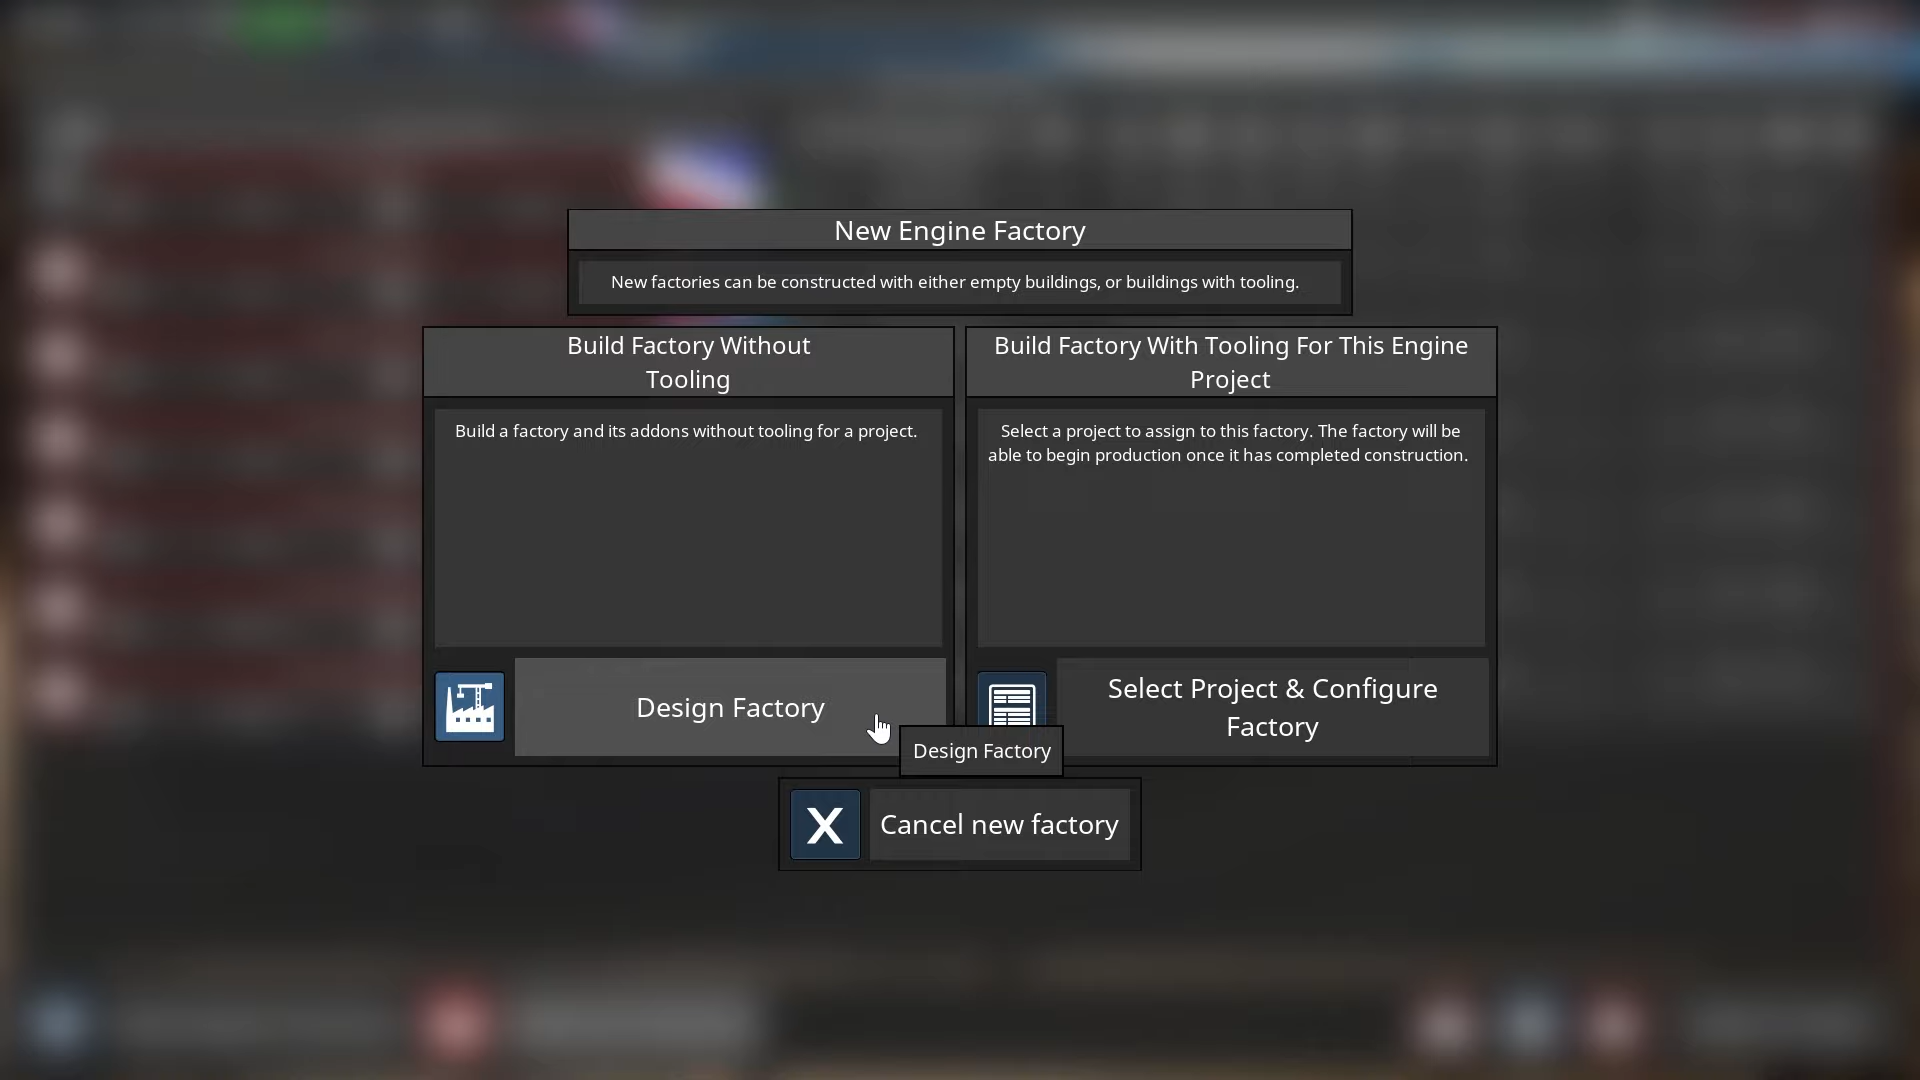 New Engine Factory
New factories can be constructed with either empty buildings, or buildings with tooling.
Build Factory Without
Tooling
Build a factory and its addons without tooling for a project.
Design Factory
Build Factory With Tooling For This Engine
Project
Select a project to assign to this factory. The factory will be
able to begin production once it has completed construction.
Select Project & Configure
Factory
Design Factory
X
Cancel new factory